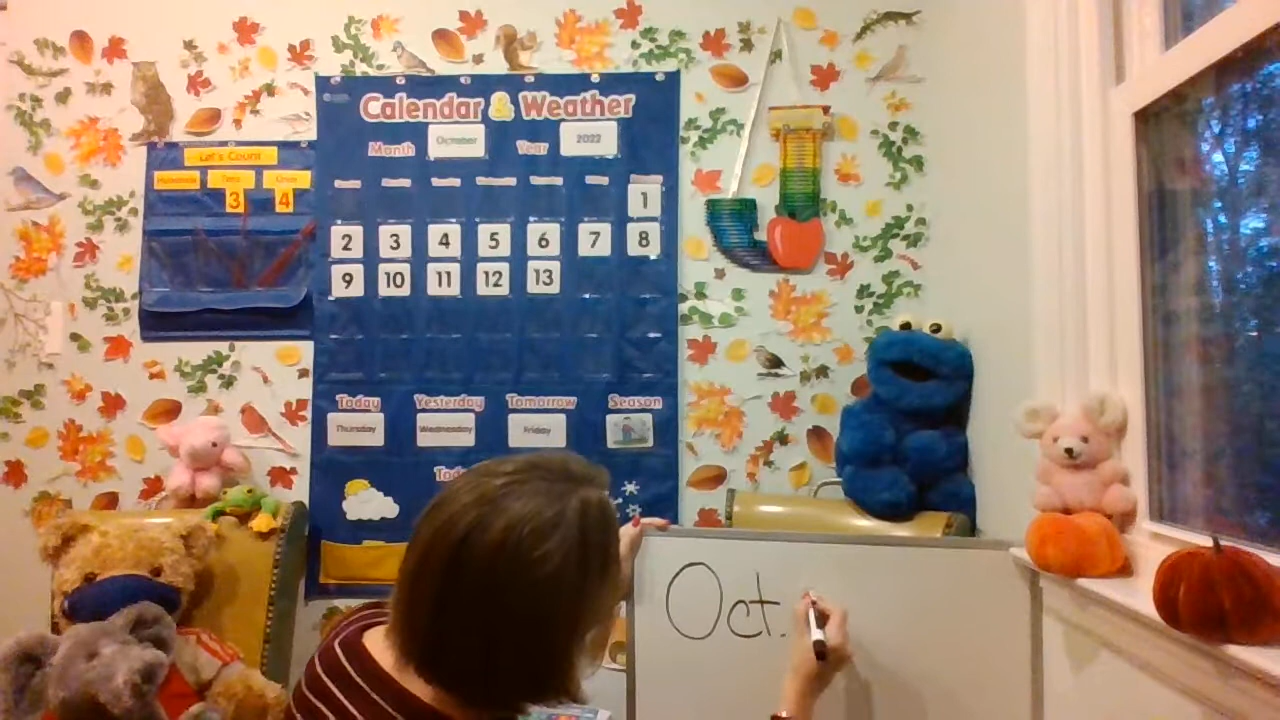 Calendar & Weather
Month October Year 2022
Let's Count
Tens Ones
3 4
1
2 3 4 5 6 7 8
9 10 11 12 13
Today Yesterday Tomorrow Season
Thursday Wednesday Friday
Oct.